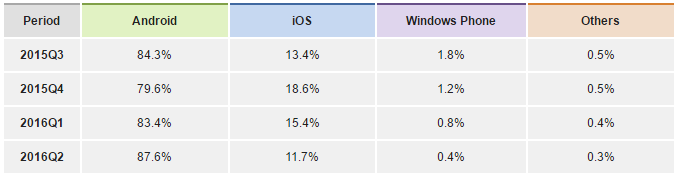 Period Android iOS Windows Phone Others
2015Q3 84.3% 13.4% 1.8% 0.5%
2015Q4 79.6% 18.6% 1.2% 0.5%
2016Q1 83.4% 15.4% 0.8% 0.4%
2016Q2 87.6% 11.7% 0.4% 0.3%